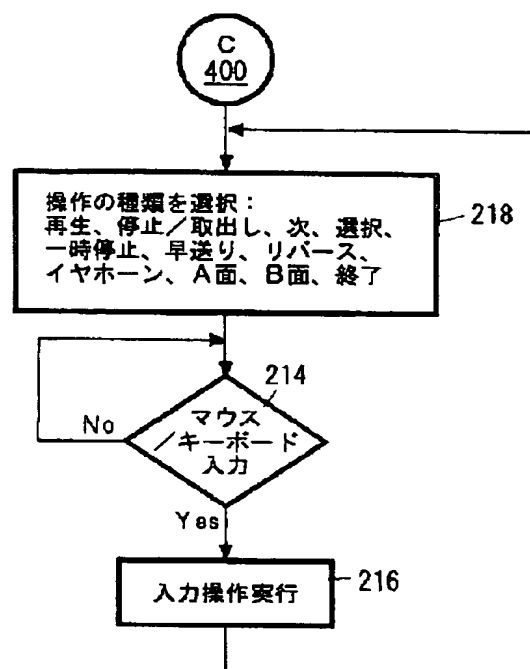 C
400
操作の種類を選択：
再生、停止／取出し、次、選択、
一時停止、早送り、リバース、
イヤホーン、A面、B面、終了
218
214
マウス
／キーボード
入力
No
Yes
入力操作実行
216